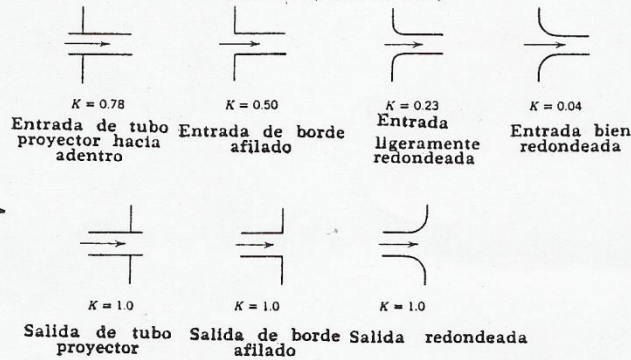 K = 0.78
Entrada de tubo
proyector hacia
adentro
K = 0.50
Entrada de borde
afilado
K = 0.23
Entrada
ligeramente
redondeada
K = 0.04
Entrada bien
redondeada
K = 1.0
Salida de tubo
proyector
K = 1.0
Salida de borde
afilado
K = 1.0
Salida redondeada